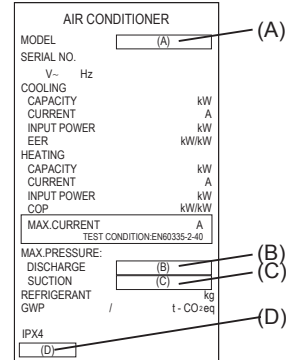 AIR CONDITIONER
MODEL (A) (A)
SERIAL NO.
V~ Hz
COOLING
CAPACITY kW
CURRENT A
INPUT POWER kW
EER kW/kW
HEATING
CAPACITY kW
CURRENT A
INPUT POWER kW
COP kW/kW
MAX.CURRENT A
TEST CONDITION:EN60335-2-40
MAX.PRESSURE:
DISCHARGE (B) (B)
SUCTION (C) (C)
REFRIGERANT kg
GWP / t - CO2eq
(D)
IPX4
(D)